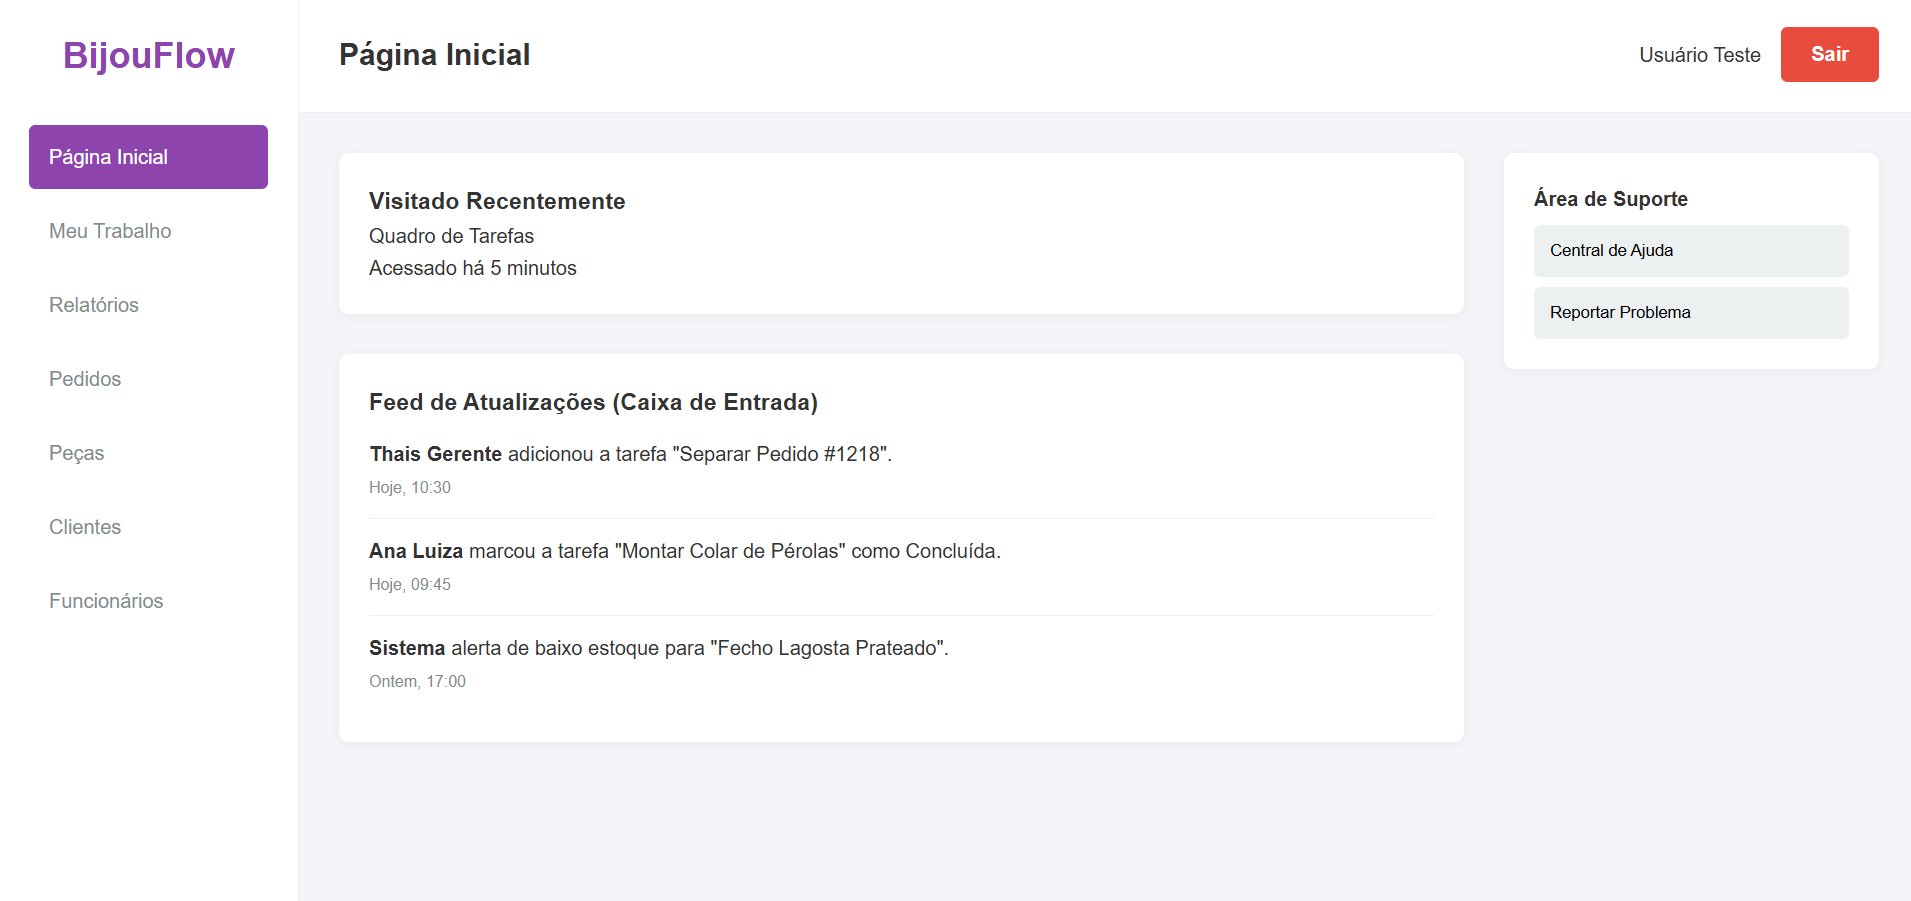 BijouFlow
Página Inicial
Meu Trabalho
Relatórios
Pedidos
Peças
Clientes
Funcionários
Página Inicial
Usuário Teste
Sair
Visitado Recentemente
Quadro de Tarefas
Acessado há 5 minutos
Feed de Atualizações (Caixa de Entrada)
Thais Gerente adicionou a tarefa "Separar Pedido #1218".
Hoje, 10:30
Ana Luiza marcou a tarefa "Montar Colar de Pérolas" como Concluída.
Hoje, 09:45
Sistema alerta de baixo estoque para "Fecho Lagosta Prateado".
Ontem, 17:00
Área de Suporte
Central de Ajuda
Reportar Problema